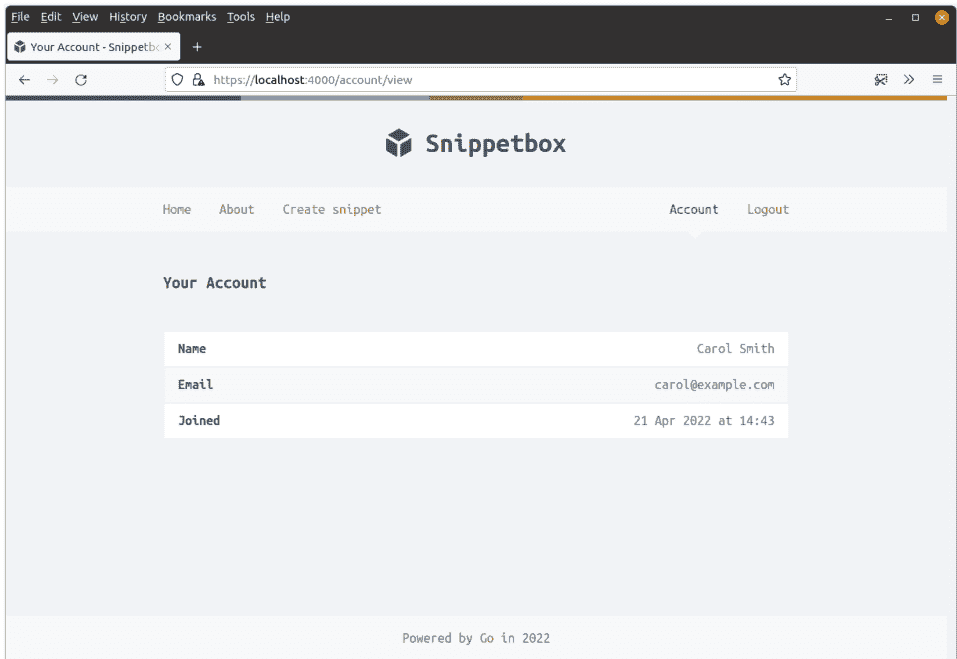 File Edit View History Bookmarks Tools Help
Your Account - Snippetbo
https://localhost:4000/account/view
Snippetbox
Home About Create snippet Account Logout
Your Account
Name Carol Smith
Email carol@example.com
Joined 21 Apr 2022 at 14:43
Powered by Go in 2022